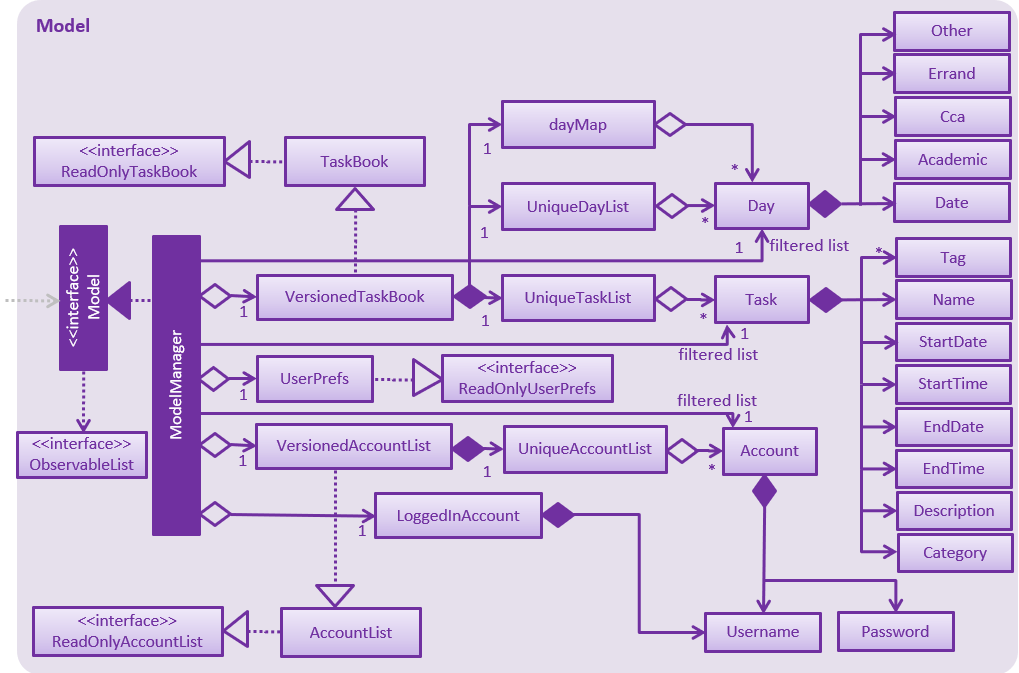 Model
Other
Errand
Cca
Academic
Date
dayMap
1
*
<<interface>>
ReadOnlyTaskBook
TaskBook
UniqueDayList
1
*
Day
1
filtered list
<<interface>>
Model
ModelManager
1
VersionedTaskBook
1
UniqueTaskList
*
Task
1
filtered list
*
Tag
Name
StartDate
StartTime
EndDate
EndTime
Description
Category
1
UserPrefs
<<interface>>
ReadOnlyUserPrefs
filtered list
1
<<interface>>
ObservableList
1
VersionedAccountList
1
UniqueAccountList
*
Account
1
LoggedInAccount
<<interface>>
ReadOnlyAccountList
AccountList
Username
Password